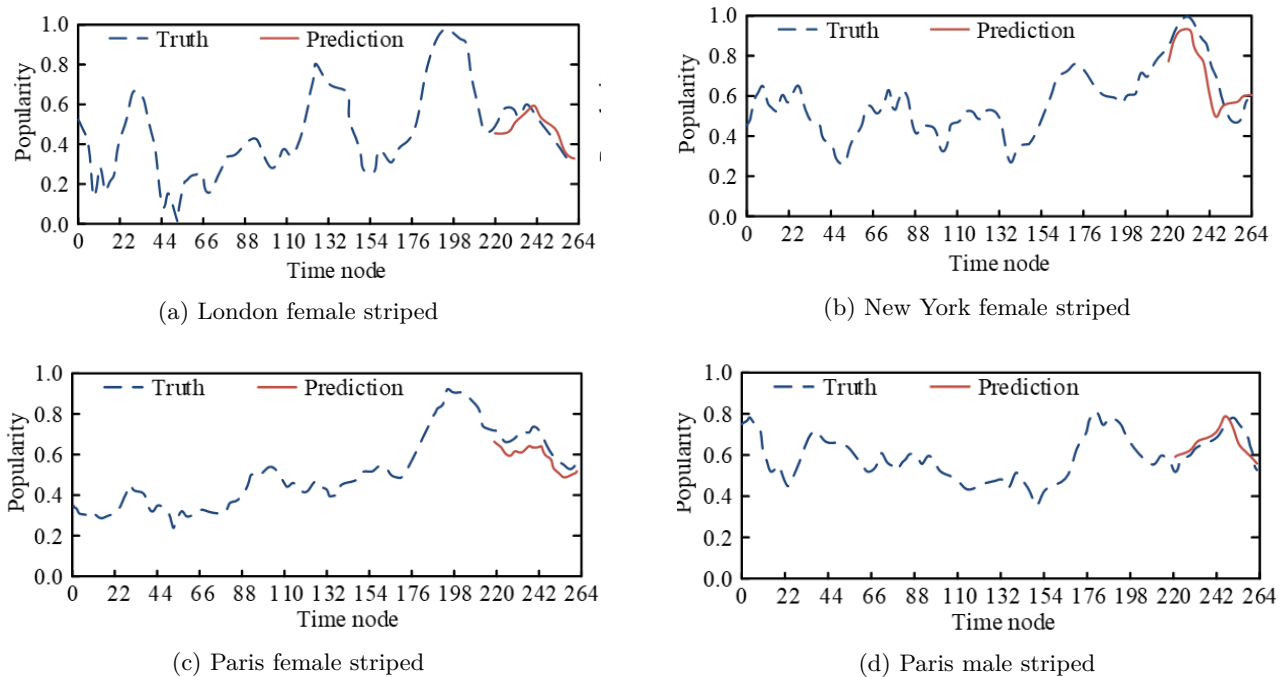 1.0
Truth Prediction
0.8
0.6
0.4
0.2
0.0
Popularity
0 22 44 66 88 110 132 154 176 198 220 242 264
Time node
(a) London female striped
1.0
Truth Prediction
0.8
0.6
0.4
0.2
0.0
Popularity
0 22 44 66 88 110 132 154 176 198 220 242 264
Time node
(b) New York female striped
1.0
Truth Prediction
0.8
0.6
0.4
0.2
0.0
Popularity
0 22 44 66 88 110 132 154 176 198 220 242 264
Time node
(c) Paris female striped
1.0
Truth Prediction
0.8
0.6
0.4
0.2
0.0
Popularity
0 22 44 66 88 110 132 154 176 198 220 242 264
Time node
(d) Paris male striped